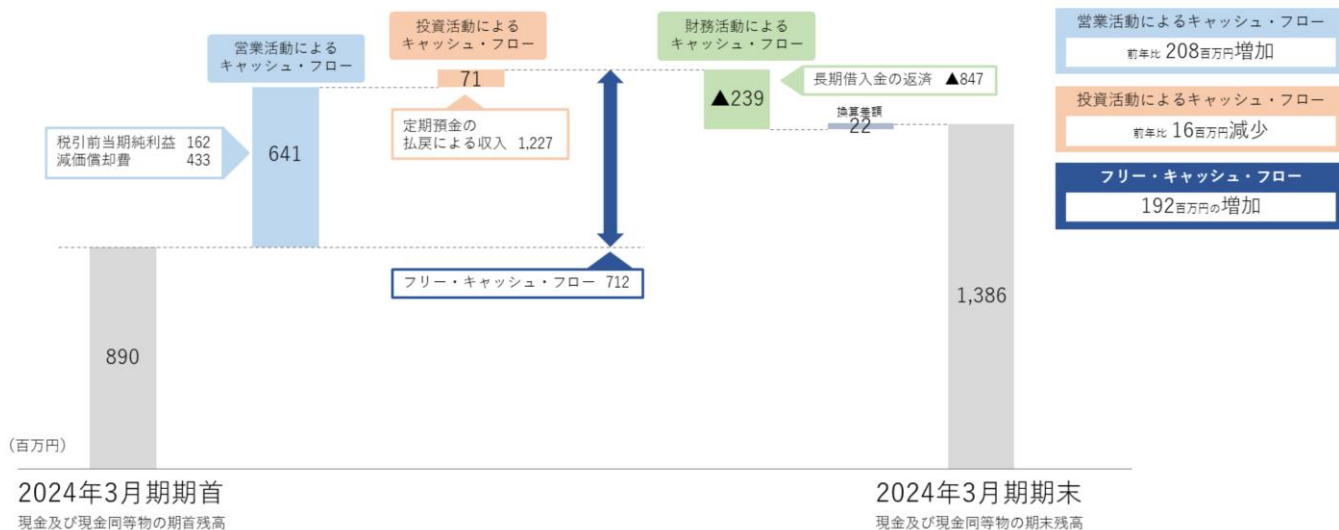 営業活動による
キャッシュ・フロー
投資活動による
キャッシュ・フロー
財務活動による
キャッシュ・フロー
営業活動によるキャッシュ・フロー
前年比 208百万円増加
投資活動によるキャッシュ・フロー
前年比 16百万円減少
フリー・キャッシュ・フロー
192百万円の増加
71
▲239
長期借入金の返済 ▲847
換算差額
22
税引前当期純利益 162
減価償却費 433
641
定期預金の
払戻による収入 1,227
フリー・キャッシュ・フロー 712
890
1,386
(百万円)
2024年3月期期首
現金及び現金同等物の期首残高
2024年3月期期末
現金及び現金同等物の期末残高